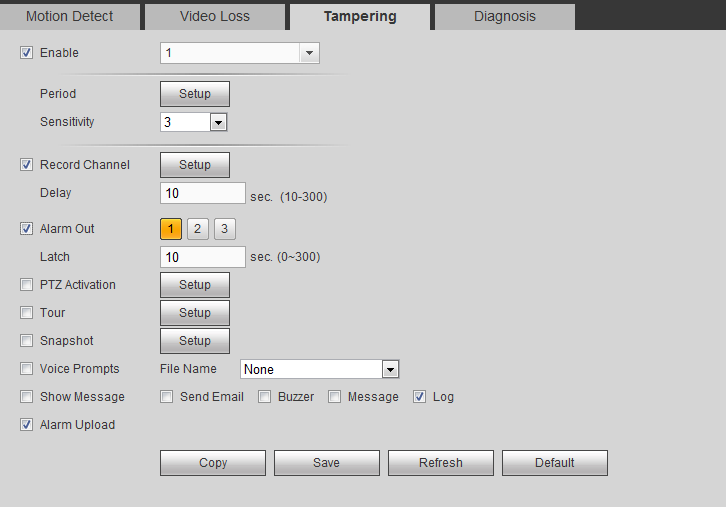 Motion Detect Video Loss Tampering Diagnosis
Enable 1
Period Setup
Sensitivity 3
Record Channel Setup
Delay 10 sec. (10-300)
Alarm Out 1 2 3
Latch 10 sec. (0~300)
PTZ Activation Setup
Tour Setup
Snapshot Setup
Voice Prompts File Name None
Show Message Send Email Buzzer Message Log
Alarm Upload
Copy Save Refresh Default